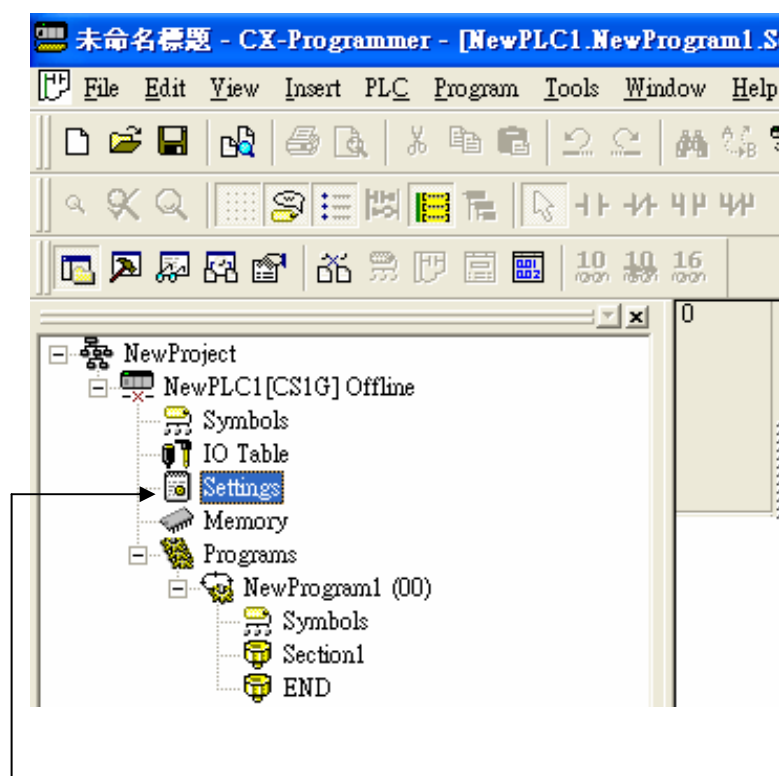 未命名標題 - CX-Programmer - [NewPLC1.NewProgram1.S
File Edit View Insert PLC Program Tools Window Help
10 10 16
0
NewProject
NewPLC1[CS1G] Offline
Symbols
IO Table
Settings
Memory
Programs
NewProgram1 (00)
Symbols
Section1
END